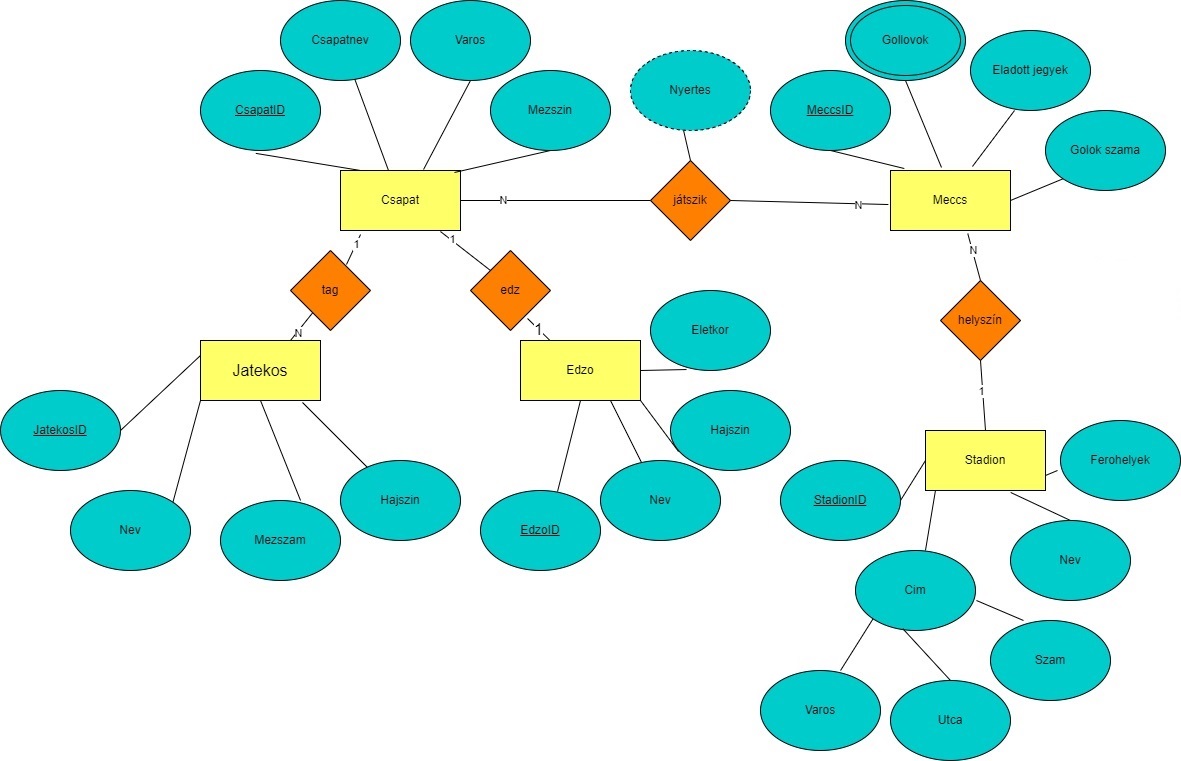 Csapatnev
Varos
Gollovok
Eladott jegyek
Nyertes
CsapatID
Mezszin
MeccsID
Golok szama
Csapat
N
játszik
N
Meccs
1
1
N
tag
edz
helyszín
N
1
Eletkor
Jatekos
Edzo
1
JatekosID
Hajszin
Stadion
Ferohelyek
Nev
Mezszam
Hajszin
EdzoID
Nev
StadionID
Nev
Cim
Szam
Varos
Utca